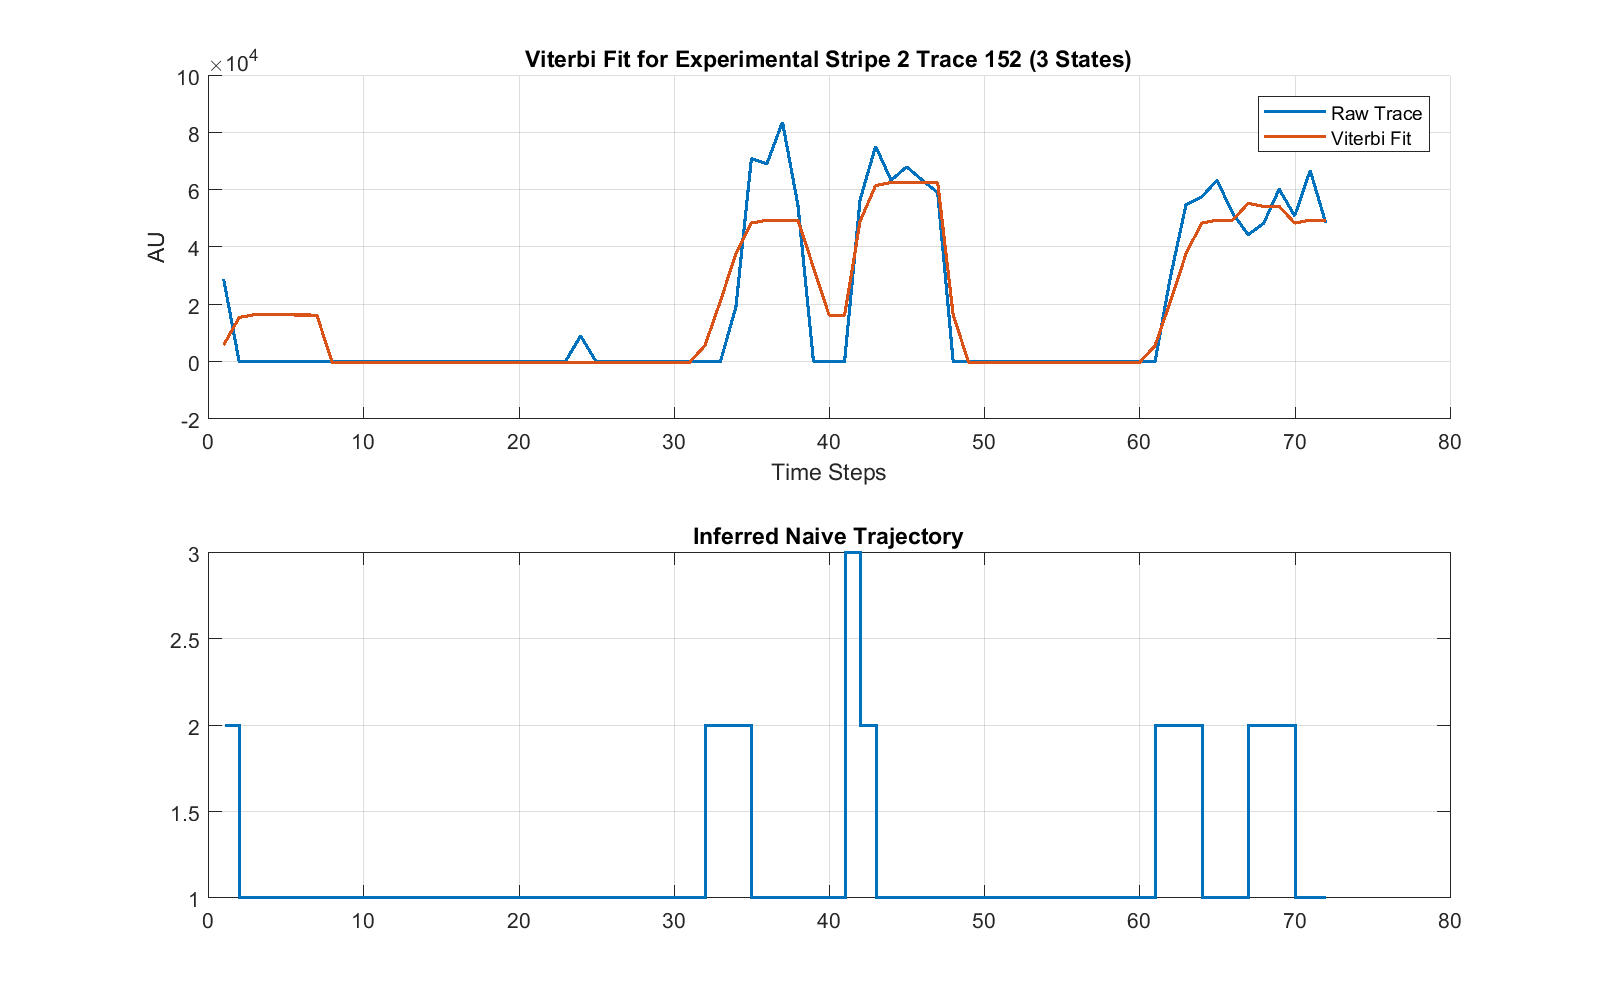 Viterbi Fit for Experimental Stripe 2 Trace 152 (3 States)
×10⁴
10
8
6
4
2
0
-2
AU
Raw Trace
Viterbi Fit
0 10 20 30 40 50 60 70 80
Time Steps
Inferred Naive Trajectory
3
2.5
2
1.5
1
0 10 20 30 40 50 60 70 80